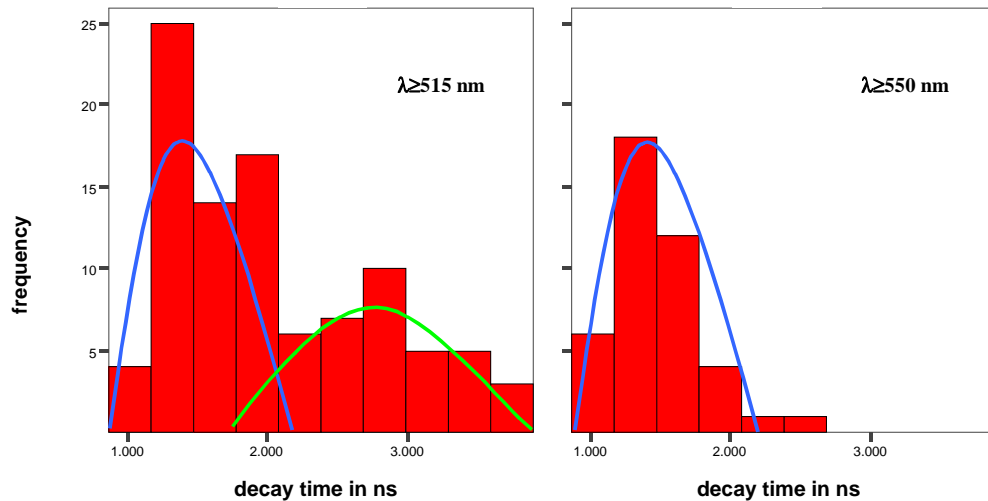 25
20
15
10
5
frequency
λ≥515 nm
1.000 2.000 3.000
decay time in ns
λ≥550 nm
1.000 2.000 3.000
decay time in ns